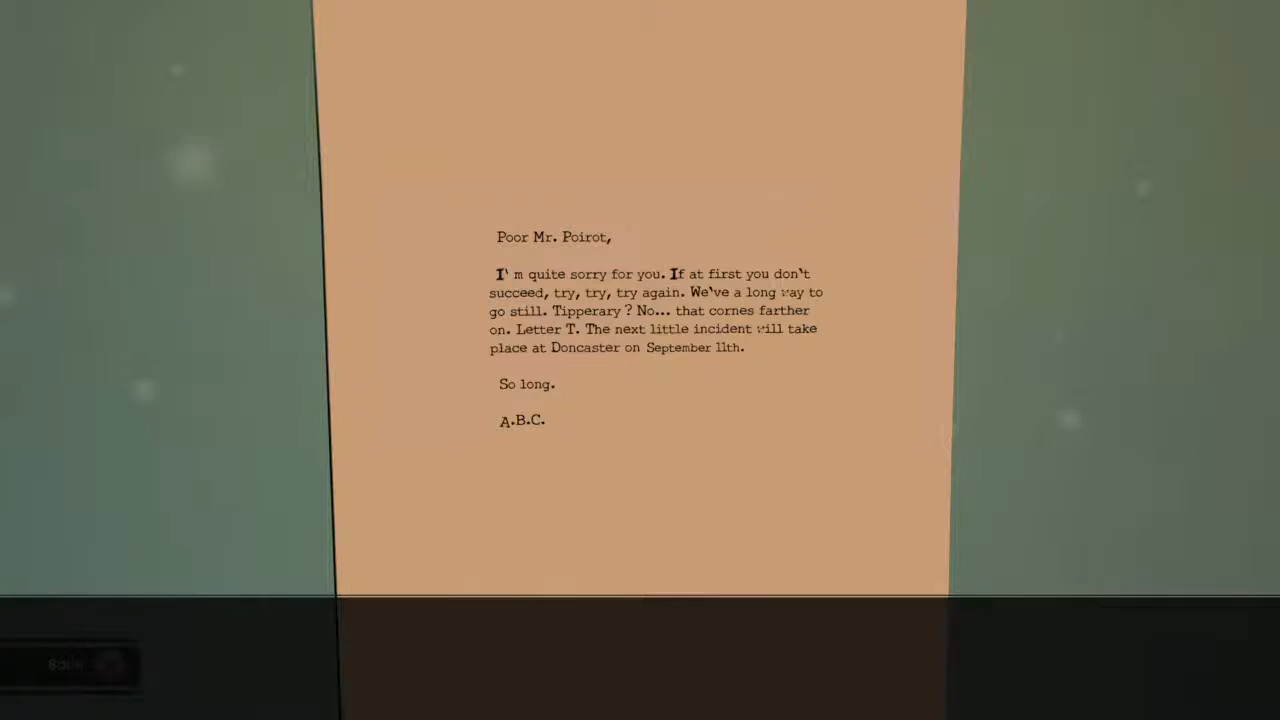 Poor Mr. Poirot,
I' m quite sorry for you. If at first you don't
succeed, try, try, try again. We've a long way to
go still. Tipperary ? No... that cornes farther
on. Letter T. The next little incident will take
place at Doncaster on September 11th.
So long.
A.B.C.
Back